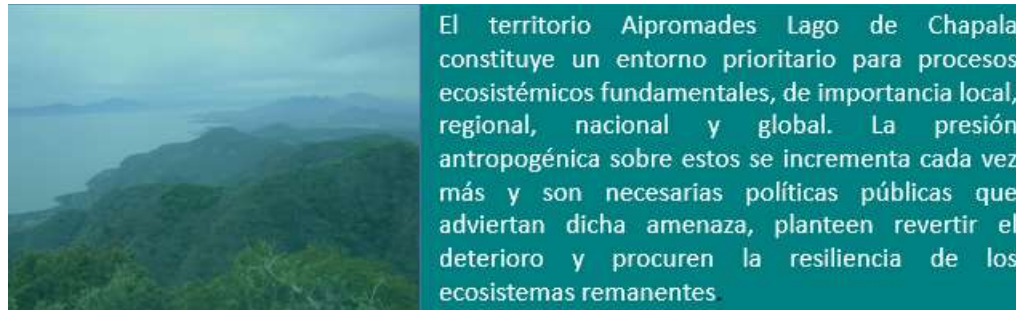 El territorio Aipromades Lago de Chapala
constituye un entorno prioritario para procesos
ecosistémicos fundamentales, de importancia local,
regional, nacional y global. La presión
antropogénica sobre estos se incrementa cada vez
más y son necesarias políticas públicas que
adviertan dicha amenaza, planteen revertir el
deterioro y procuren la resiliencia de los
ecosistemas remanentes.